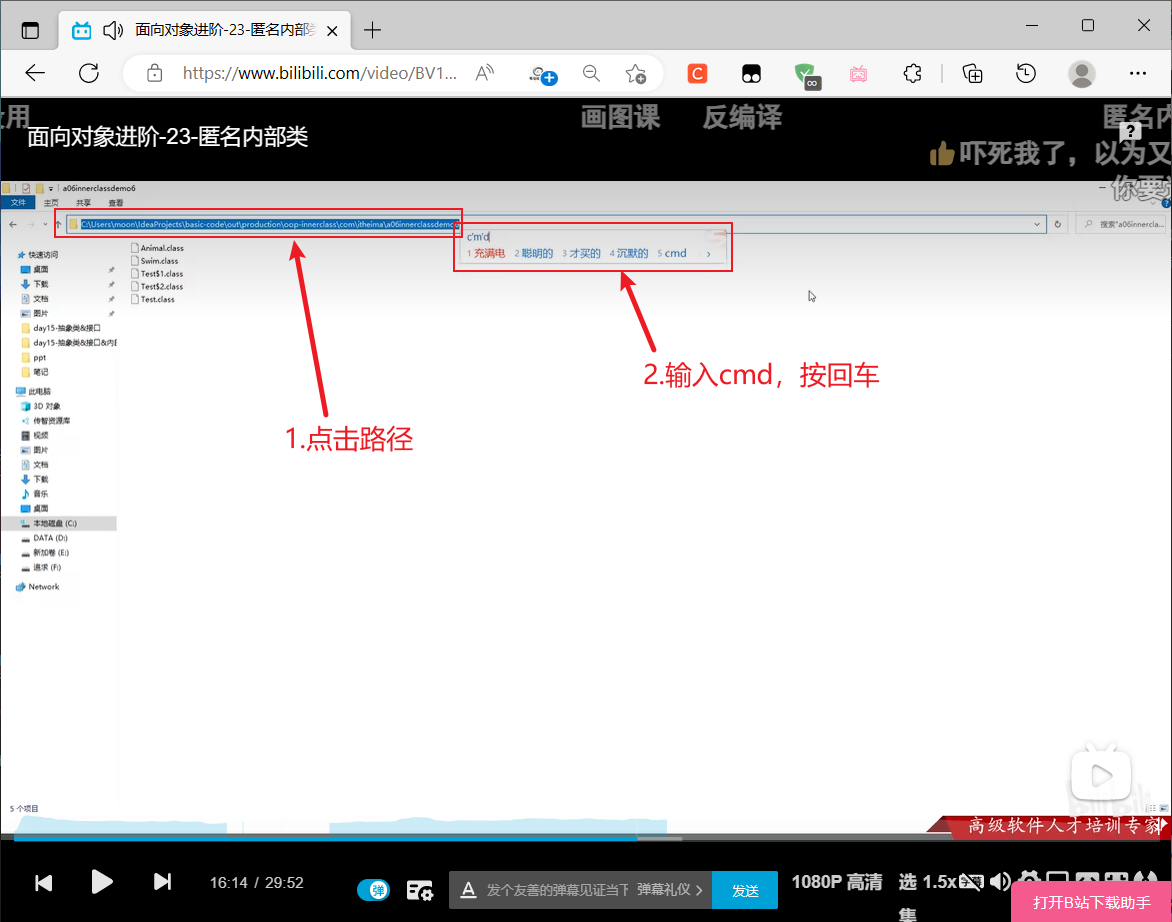 面向对象进阶-23-匿名内部
https://www.bilibili.com/video/BV1...
画图课
反编译
匿名内
面向对象进阶-23-匿名内部类
吓死我了，以为又
你要
a06innerclassdemo6
文件
主页
共享
查看
C:\Users\moon\IdeaProjects\basic-code\out\production\oop-innerclass\com\itheima\a06innerclassdemo6
搜索"a06innercla...
c'm'd
1 充满电 2 聪明的 3 才买的 4 沉默的 5 cmd
快速访问
桌面
下载
文档
图片
day15-抽象类&接口
day15-抽象类&接口&内部
ppt
笔记
此电脑
3D 对象
传智资源库
视频
图片
文档
下载
音乐
桌面
本地磁盘 (C:)
DATA (D:)
新加卷 (E:)
追求 (F:)
Network
Animal.class
Swim.class
Test$1.class
Test$2.class
Test.class
2.输入cmd，按回车
1.点击路径
5 个项目
高级软件人才培训专家
16:14 / 29:52
弹
发个友善的弹幕见证当下
弹幕礼仪
发送
1080P 高清
选集
1.5x
打开B站下载助手